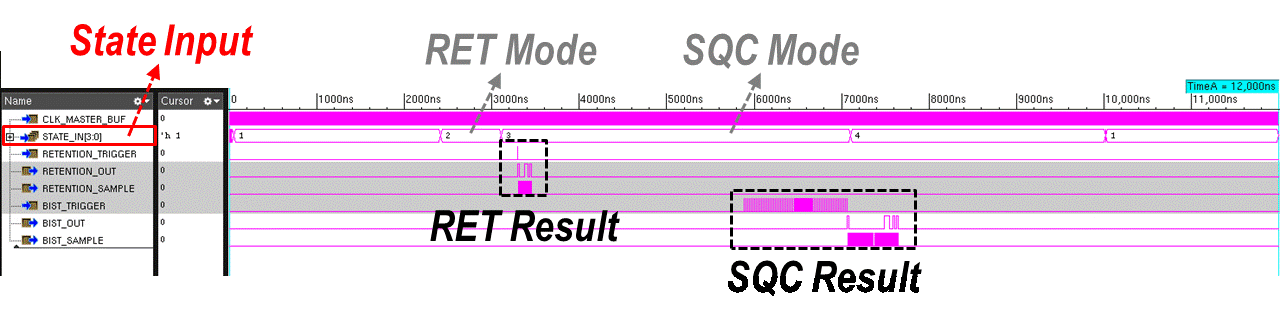 State Input RET Mode SQC Mode
TimeA = 12,000ns
Name Cursor 0 1000ns 2000ns 3000ns 4000ns 5000ns 6000ns 7000ns 8000ns 9000ns 10,000ns 11,000ns
CLK_MASTER_BUF 0
STATE_IN[3:0] 'h 1 1 2 3 4 1
RETENTION_TRIGGER 0
RETENTION_OUT 0
RETENTION_SAMPLE 0
BIST_TRIGGER 0
BIST_OUT 0
BIST_SAMPLE 0
RET Result
SQC Result